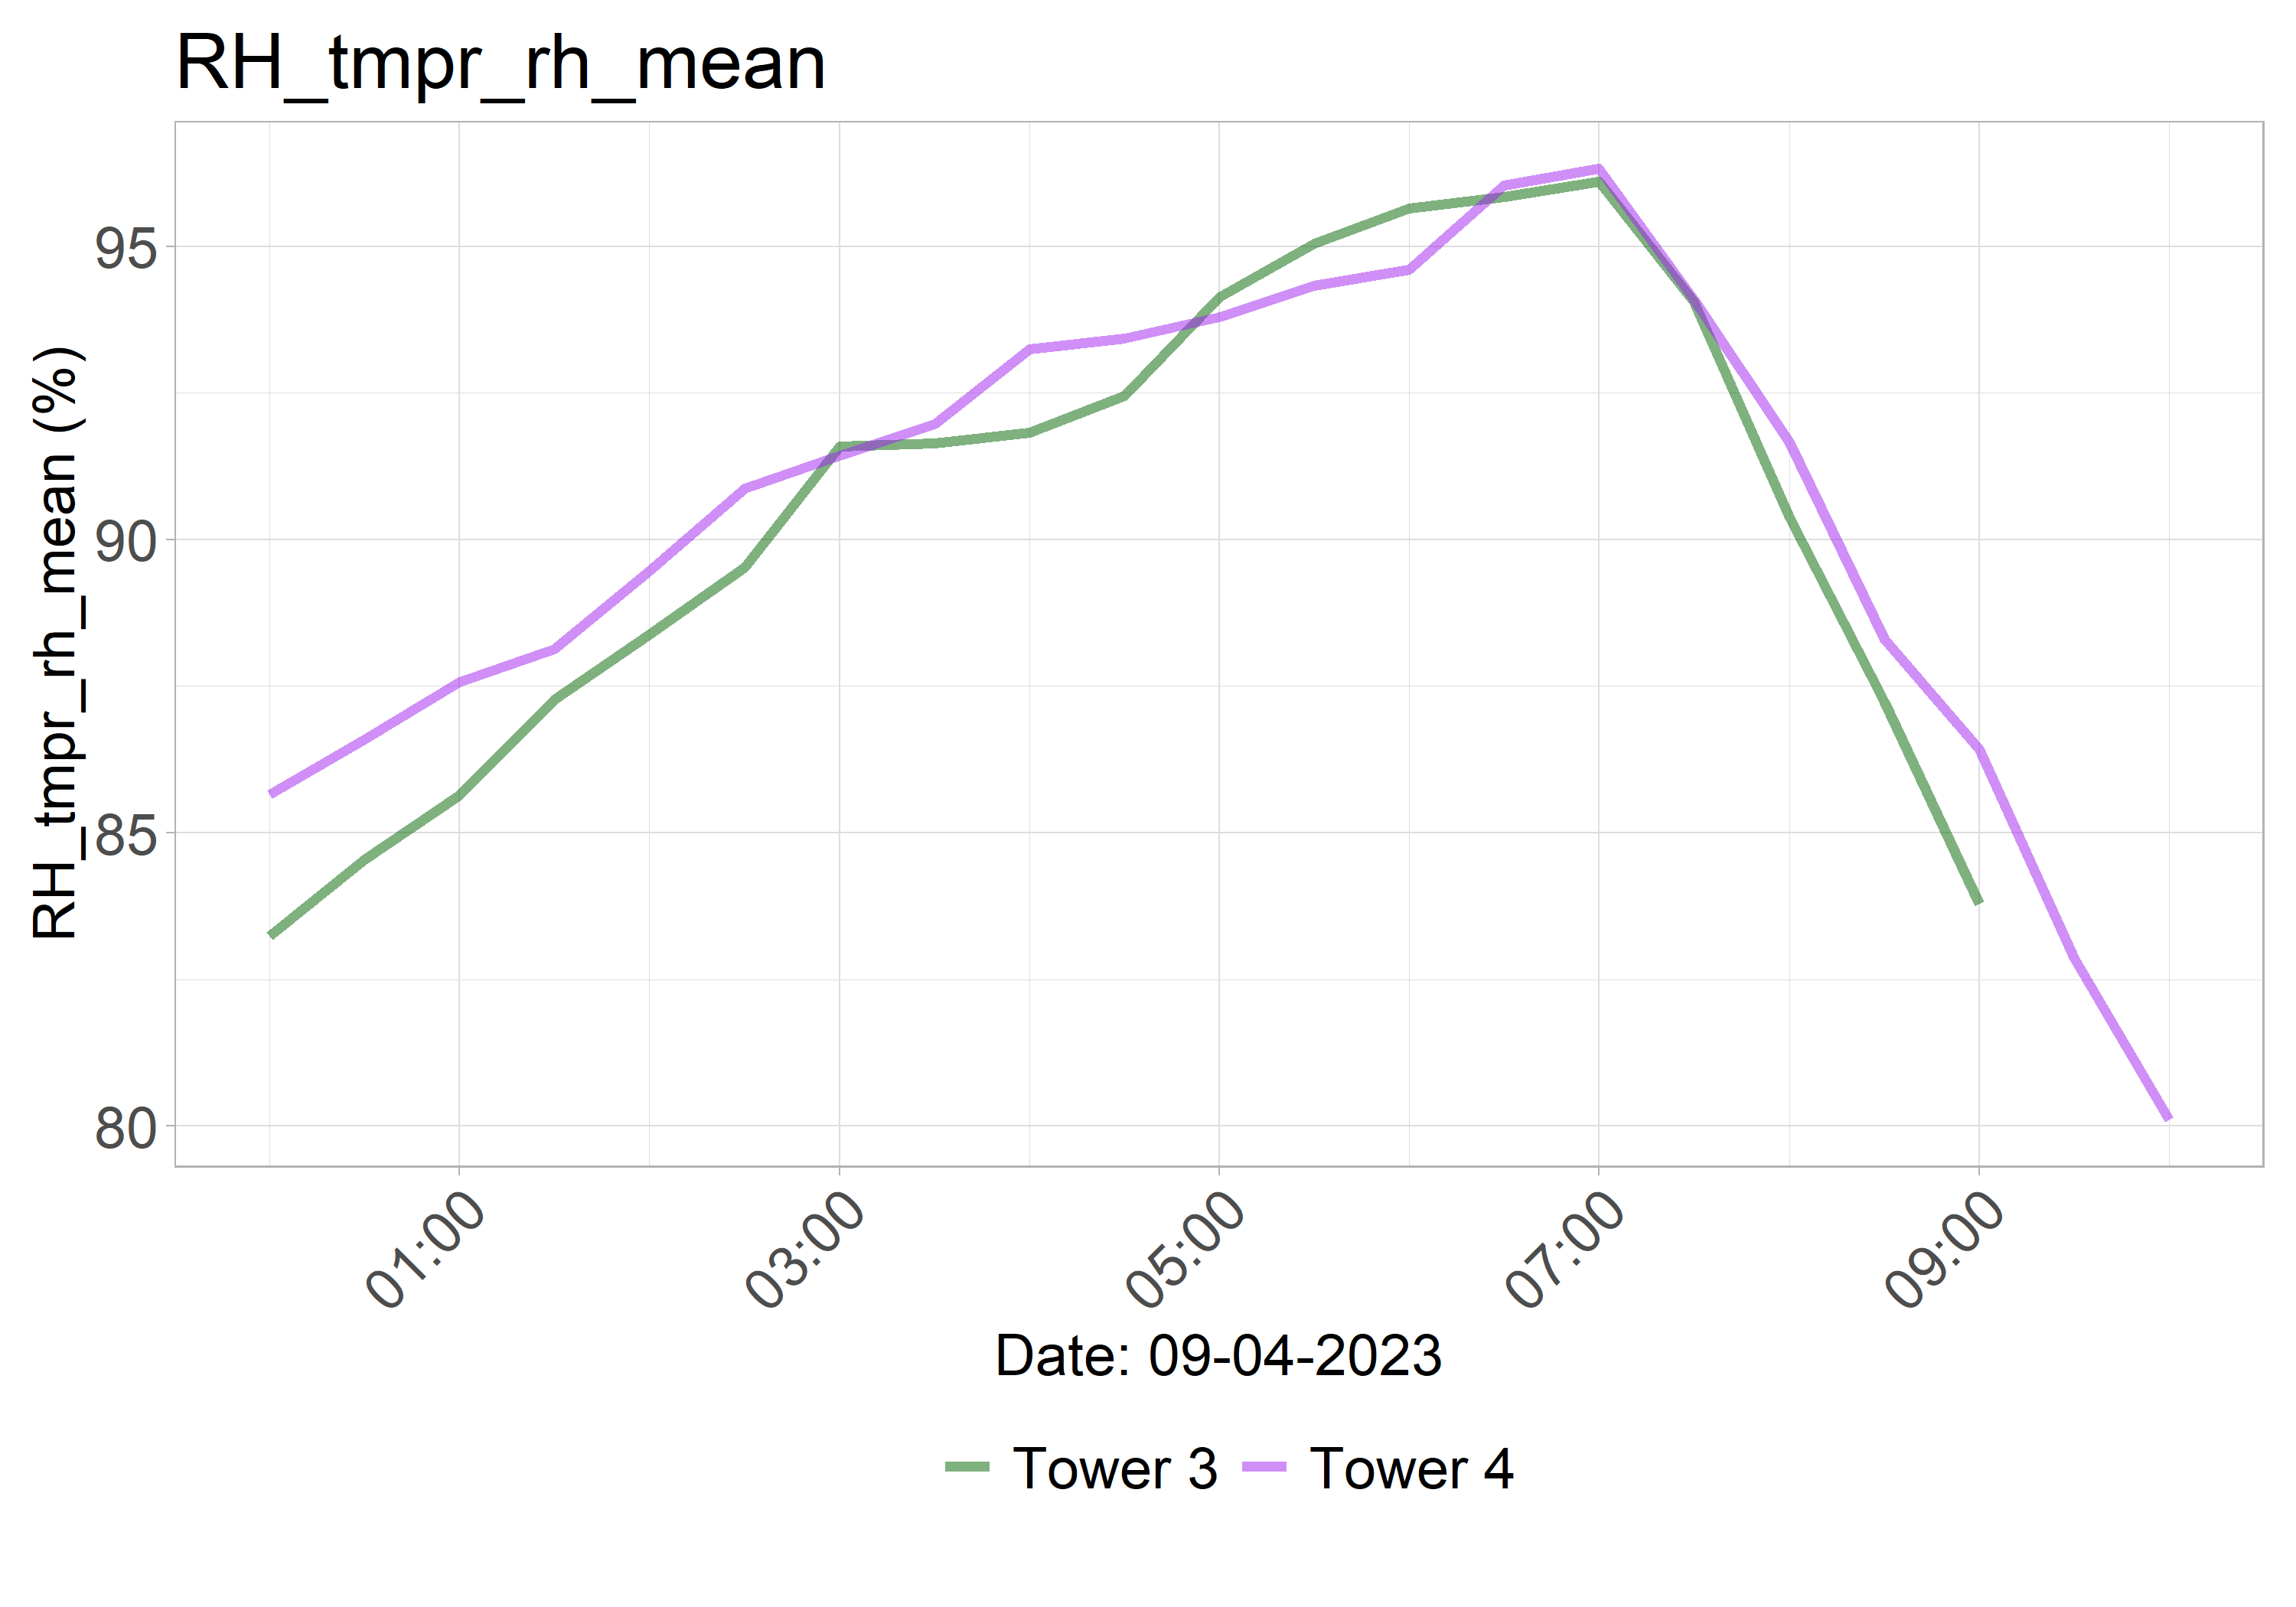 RH_tmpr_rh_mean
RH_tmpr_rh_mean (%)
95
90
85
80
01:00
03:00
05:00
07:00
09:00
Date: 09-04-2023
Tower 3
Tower 4